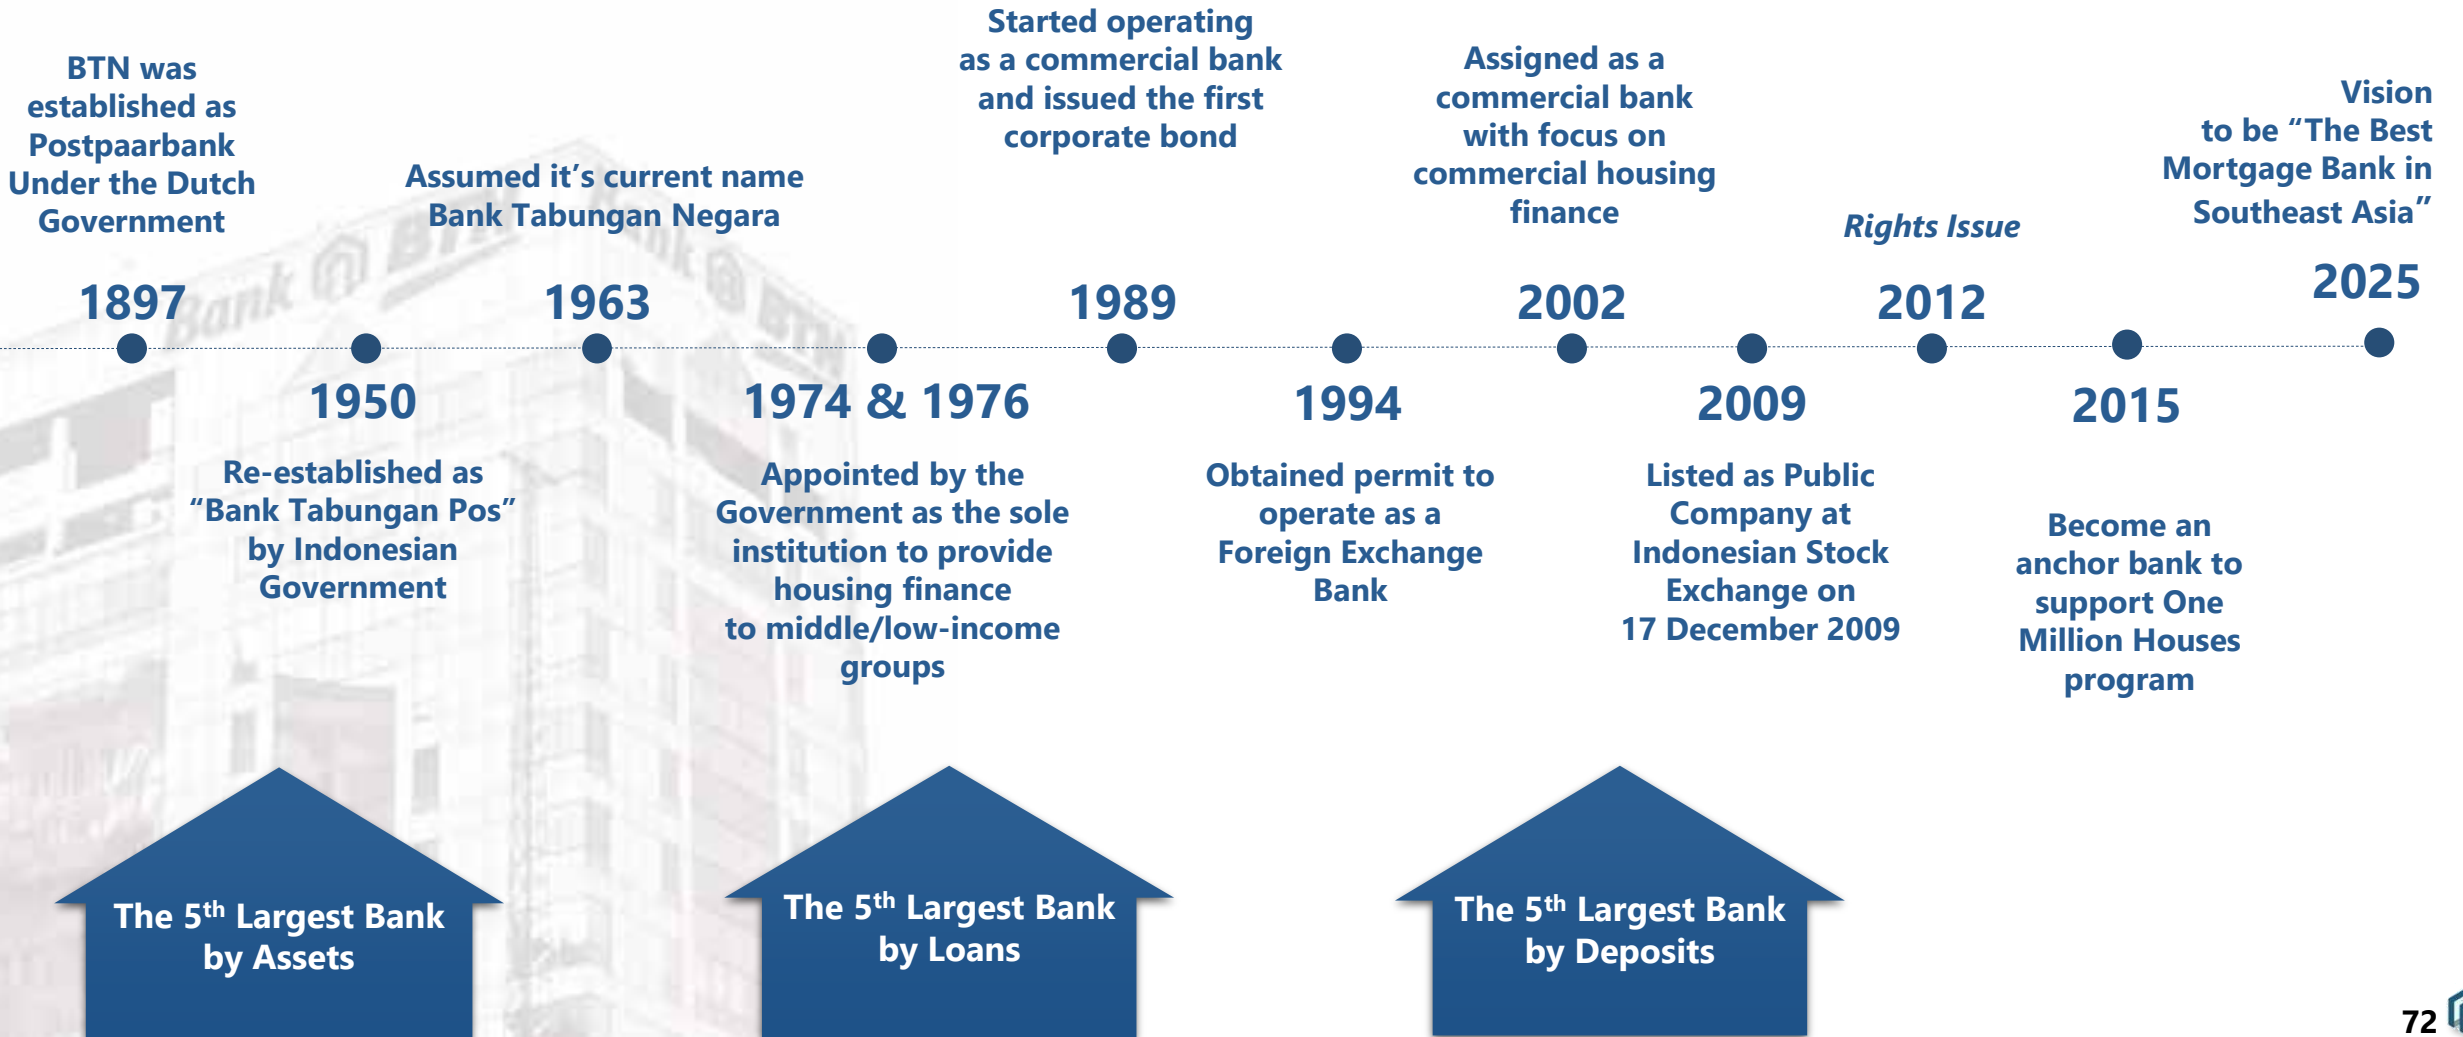 BTN was
established as
Postpaarbank
Under the Dutch
Government
1897
1950
Re-established as
“Bank Tabungan Pos”
by Indonesian
Government
Assumed it’s current name
Bank Tabungan Negara
1963
1974 & 1976
Appointed by the
Government as the sole
institution to provide
housing finance
to middle/low-income
groups
Started operating
as a commercial bank
and issued the first
corporate bond
1989
1994
Obtained permit to
operate as a
Foreign Exchange
Bank
Assigned as a
commercial bank
with focus on
commercial housing
finance
2002
2009
Listed as Public
Company at
Indonesian Stock
Exchange on
17 December 2009
Rights Issue
2012
2015
Become an
anchor bank to
support One
Million Houses
program
Vision
to be “The Best
Mortgage Bank in
Southeast Asia”
2025
Bank BTN
Bank BTN
The 5th Largest Bank
by Assets
The 5th Largest Bank
by Loans
The 5th Largest Bank
by Deposits
72